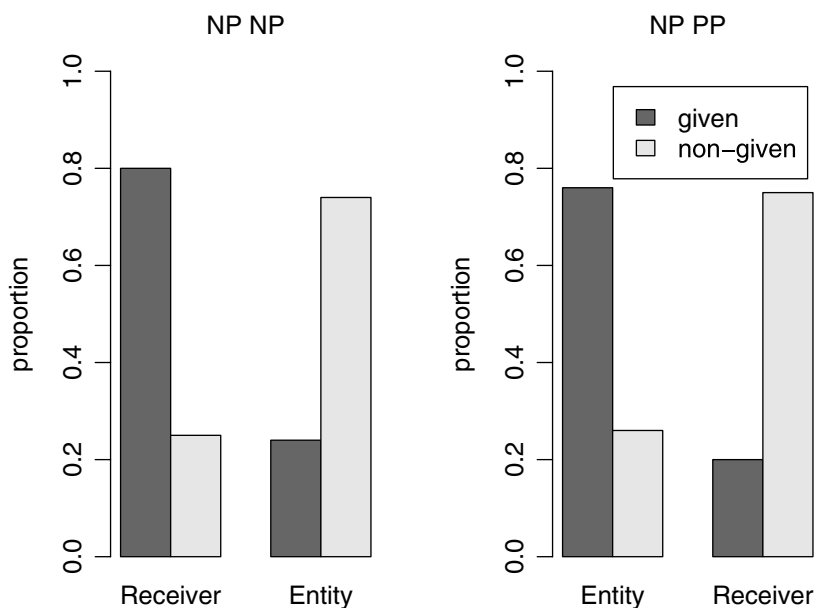 NP NP
proportion
1.0
0.8
0.6
0.4
0.2
0.0
Receiver Entity
NP PP
proportion
1.0
0.8
0.6
0.4
0.2
0.0
given
non−given
Entity Receiver